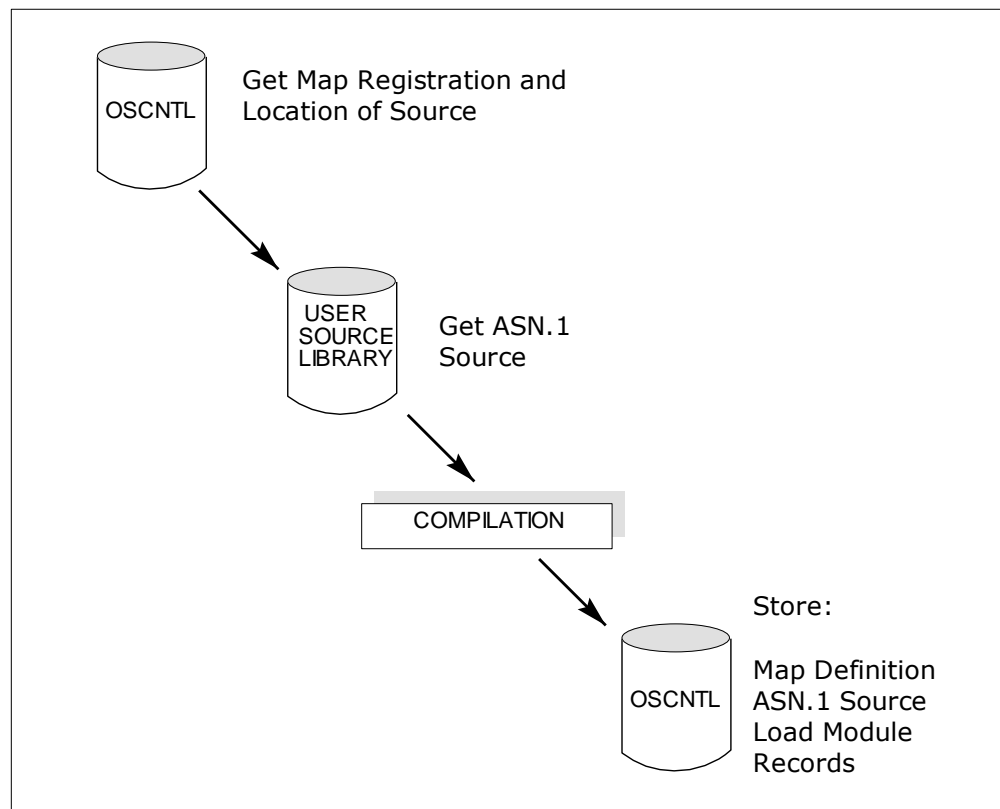 OSCNTL
Get Map Registration and
Location of Source
USER
SOURCE
LIBRARY
Get ASN.1
Source
COMPILATION
OSCNTL
Store:
Map Definition
ASN.1 Source
Load Module
Records